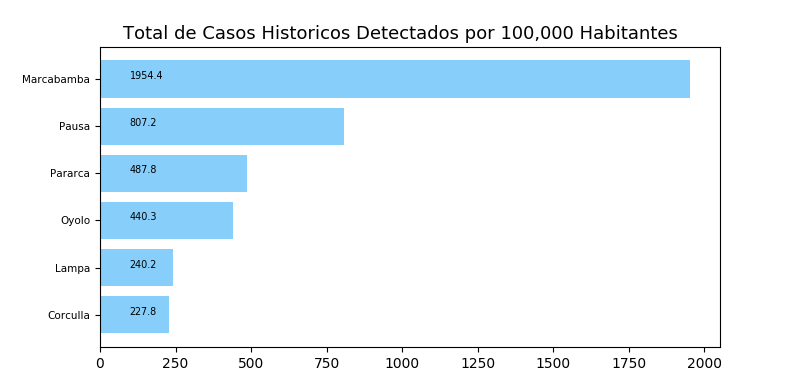 Total de Casos Historicos Detectados por 100,000 Habitantes
Marcabamba 1954.4
Pausa 807.2
Pararca 487.8
Oyolo 440.3
Lampa 240.2
Corculla 227.8
0 250 500 750 1000 1250 1500 1750 2000